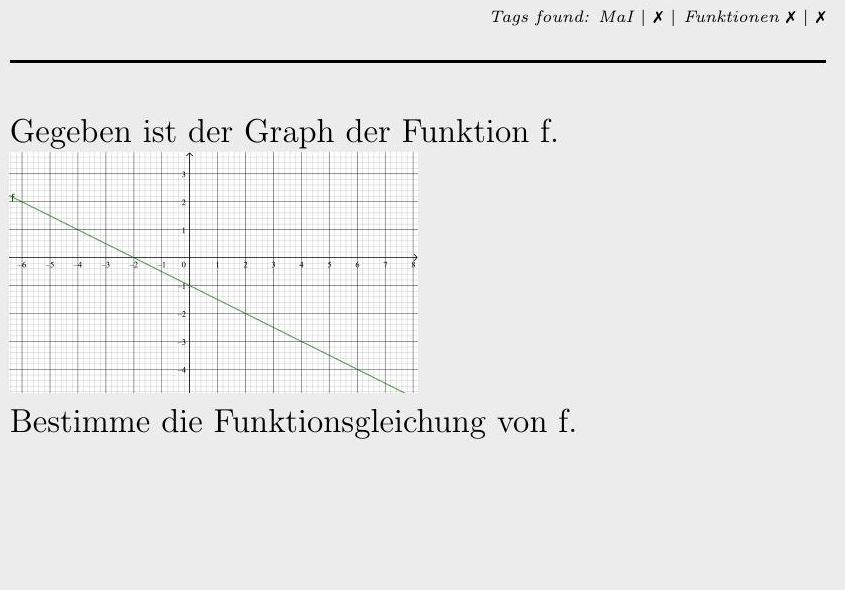 Tags found: MaI | ✗ | Funktionen ✗ | ✗
Gegeben ist der Graph der Funktion f.
3
f
2
1
-6 -5 -4 -3 -2 -1 0 1 2 3 4 5 6 7 8
-1
-2
-3
-4
Bestimme die Funktionsgleichung von f.